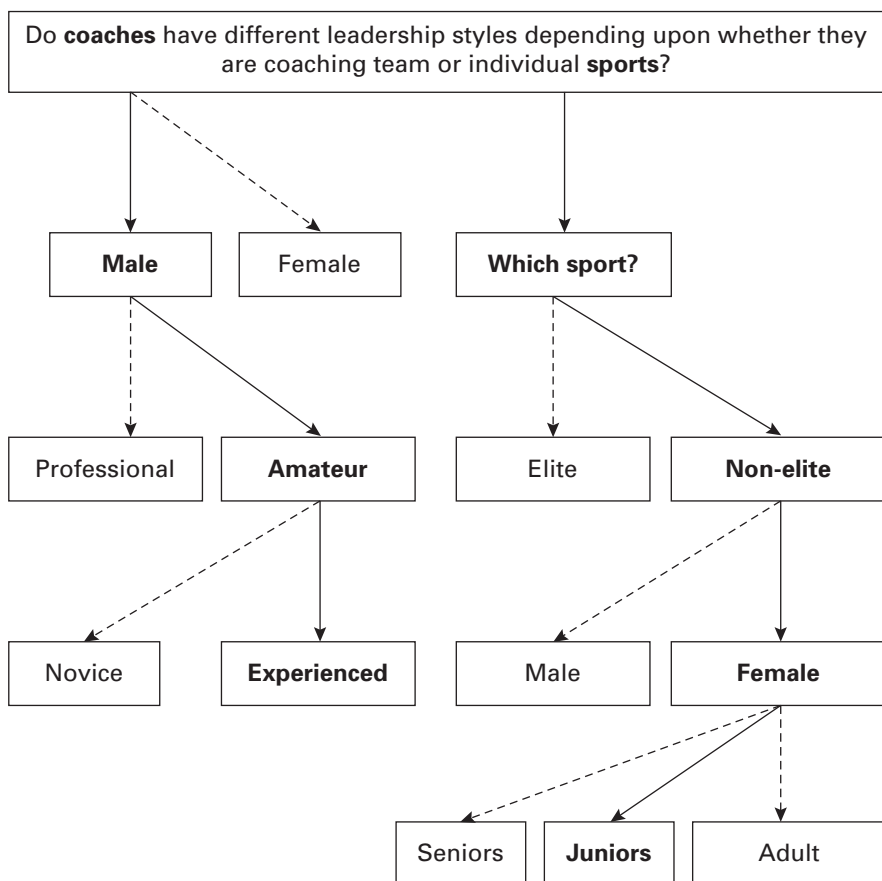 Do coaches have different leadership styles depending upon whether they
are coaching team or individual sports?
Male
Female
Which sport?
Professional
Amateur
Elite
Non-elite
Novice
Experienced
Male
Female
Seniors
Juniors
Adult